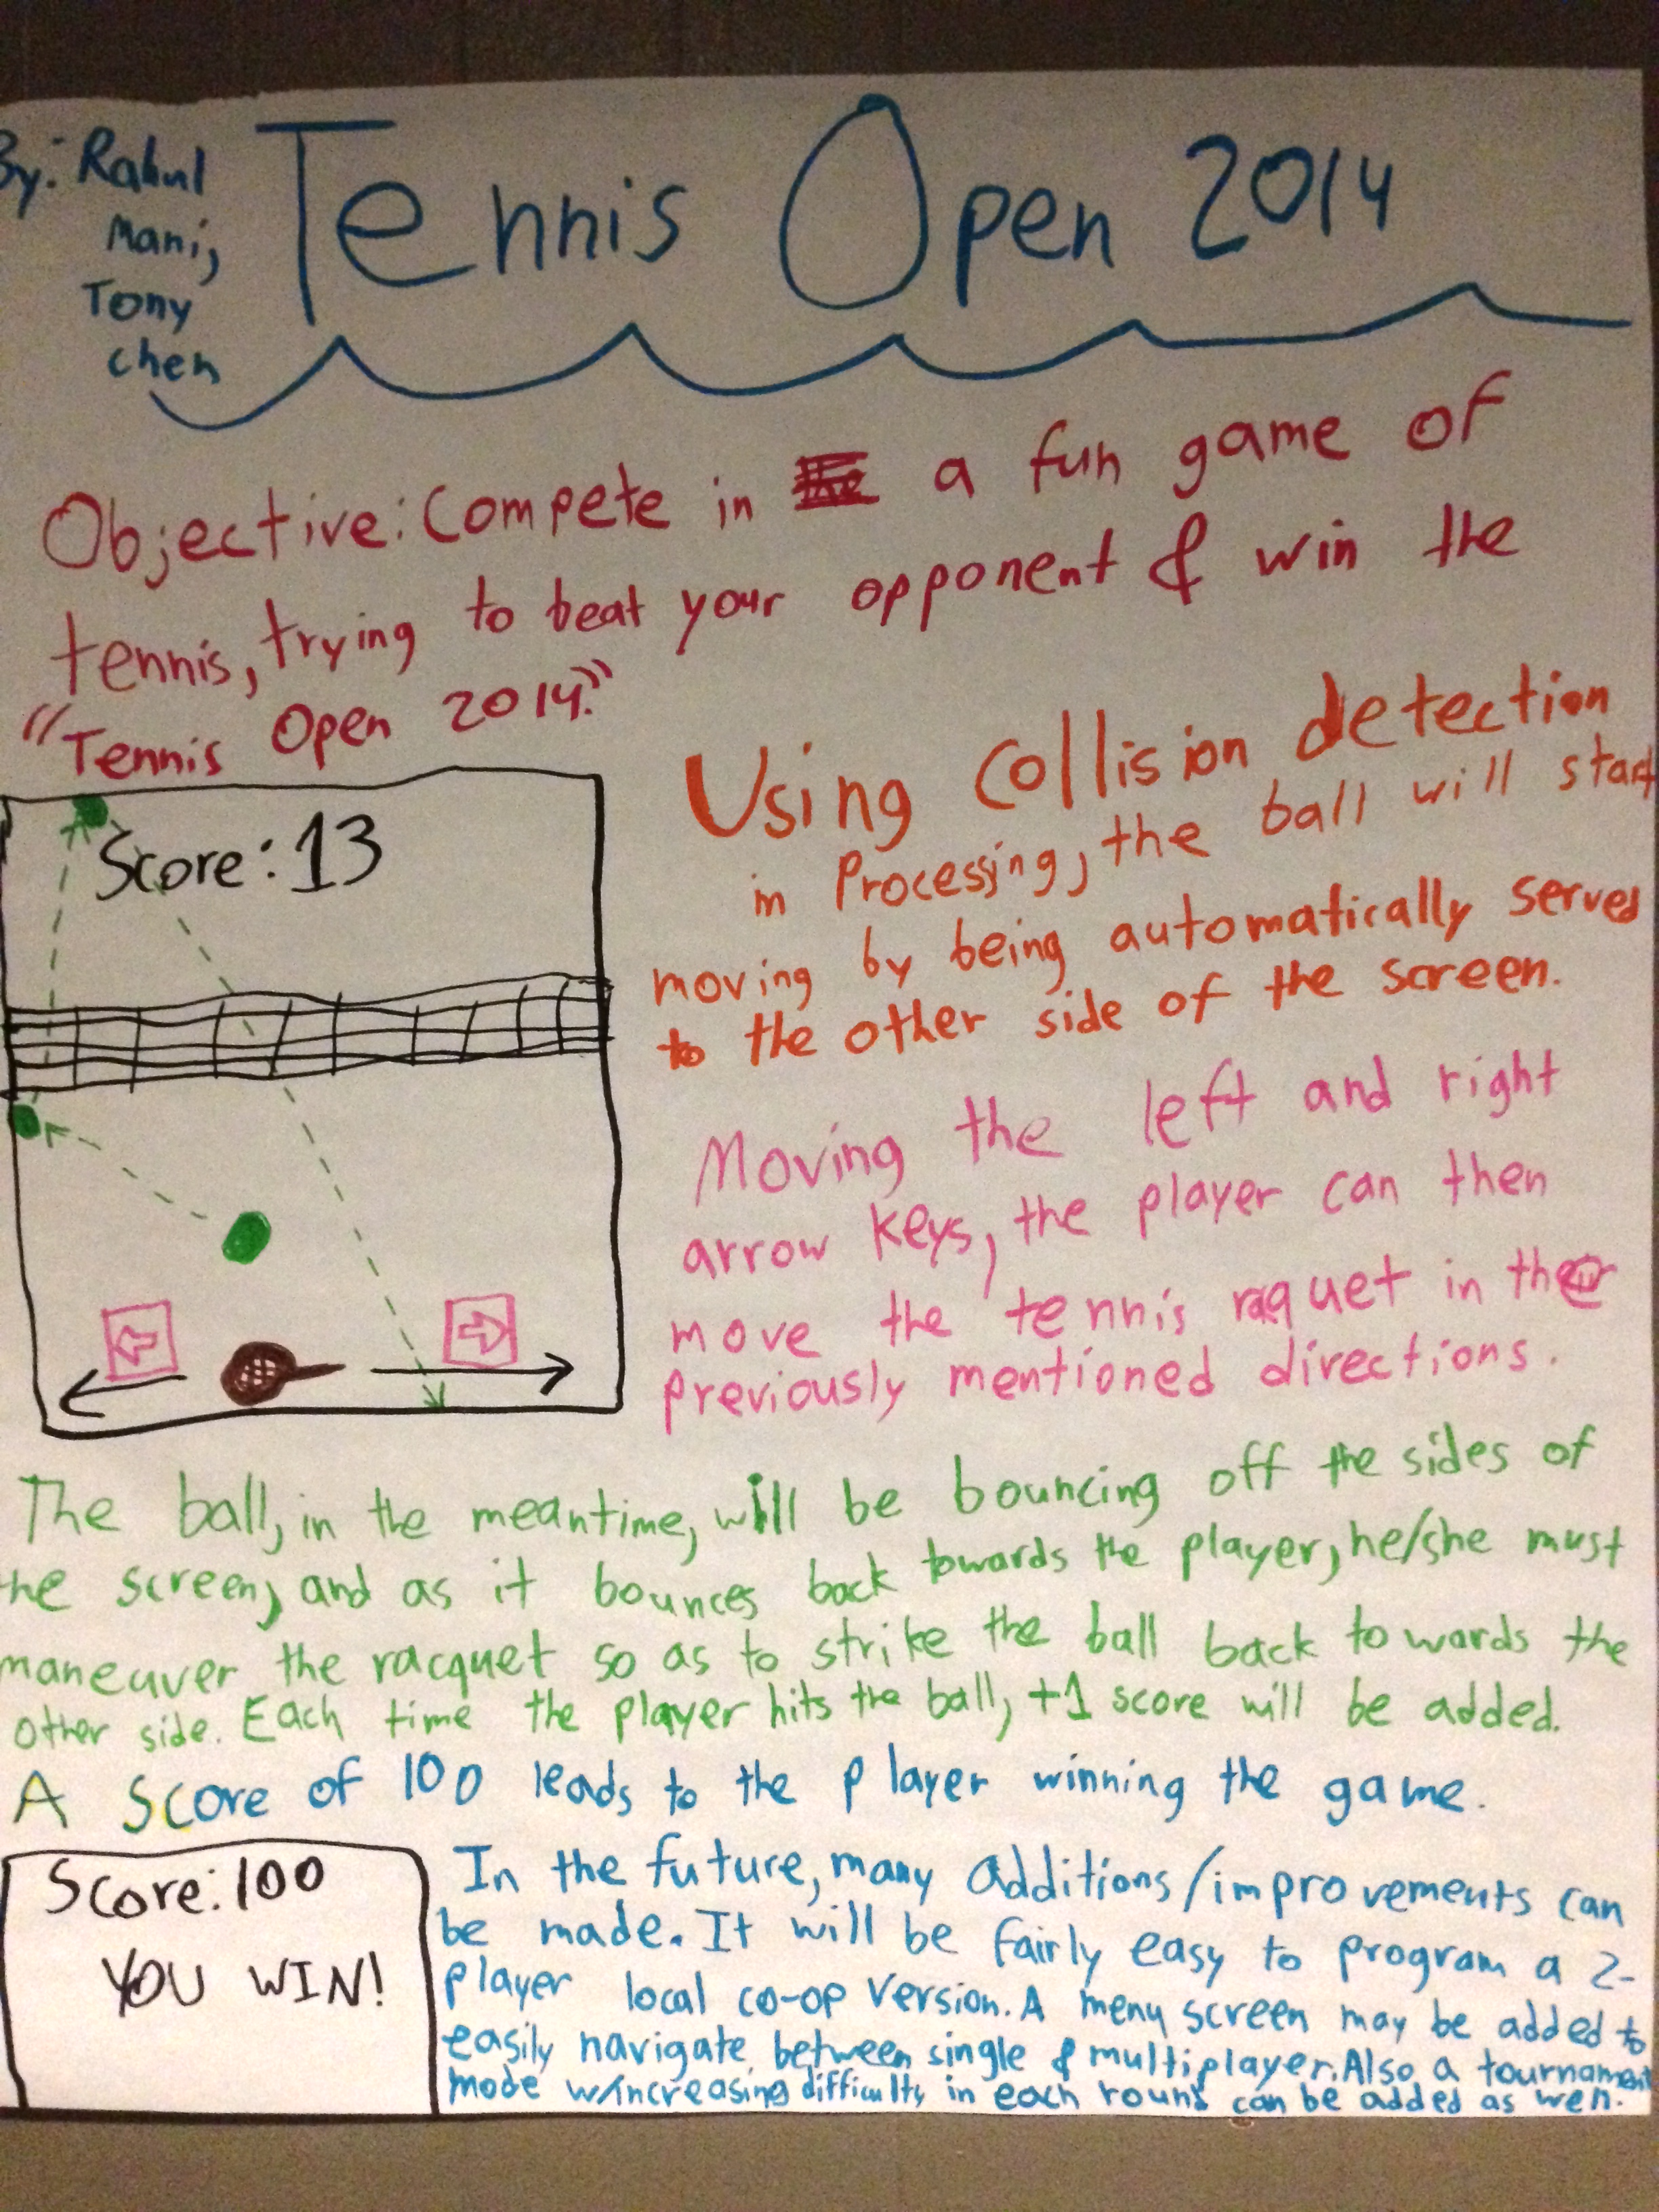 By: Rahul
Mani,
Tony
Chen
Tennis Open 2014
Objective: Compete in a fun game of
tennis, trying to beat your opponent & win the
"Tennis Open 2014."
Score: 13
Using collision detection
in Processing, the ball will start
moving by being automatically served
to the other side of the screen.
Moving the left and right
arrow keys, the player can then
move the tennis raquet in the
previously mentioned directions.
The ball, in the meantime, will be bouncing off the sides of
the screen, and as it bounces back towards the player, he/she must
maneuver the racquet so as to strike the ball back towards the
other side. Each time the player hits the ball, +1 score will be added.
A score of 100 leads to the player winning the game.
Score: 100
YOU WIN!
In the future, many additions/improvements can
be made. It will be fairly easy to program a 2-
player local co-op version. A menu screen may be added to
easily navigate between single & multiplayer. Also a tournament
mode w/increasing difficulty in each round can be added as well.